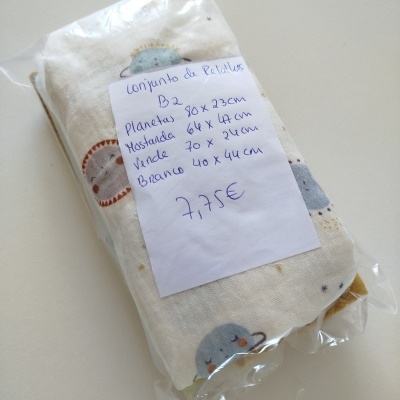 Conjunto de Retalhos
B2
Planetas 80 x 23cm
Mostarda 64 x 47cm
Verde 70 x 24cm
Branco 40 x 44cm
7,75€